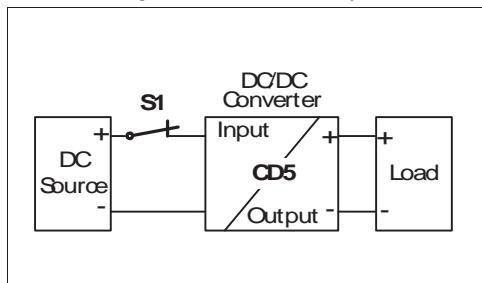 DC/DC
S1
Converter
+ Input + +
DC
Source
CD5
Load
- Output - -